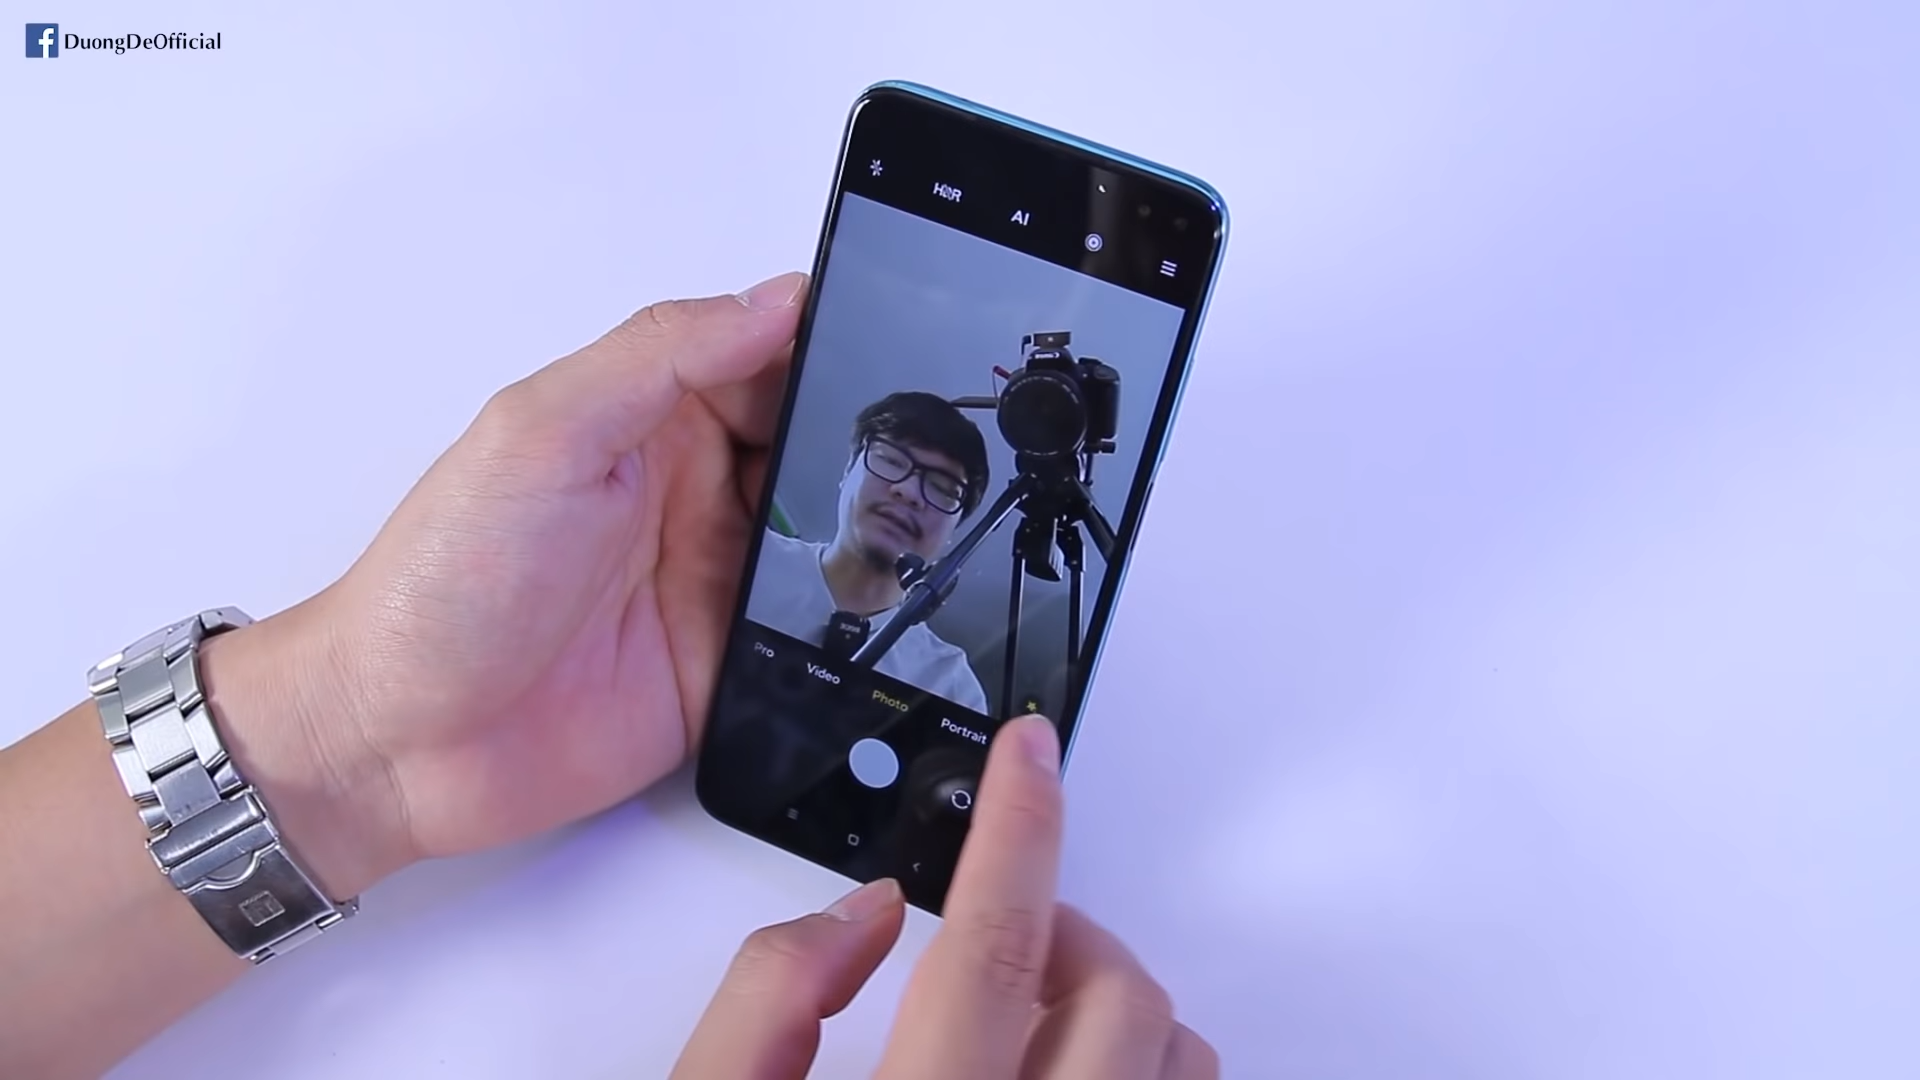 DuongDeOfficial
HDR
AI
Pro
Video
Photo
Portrait